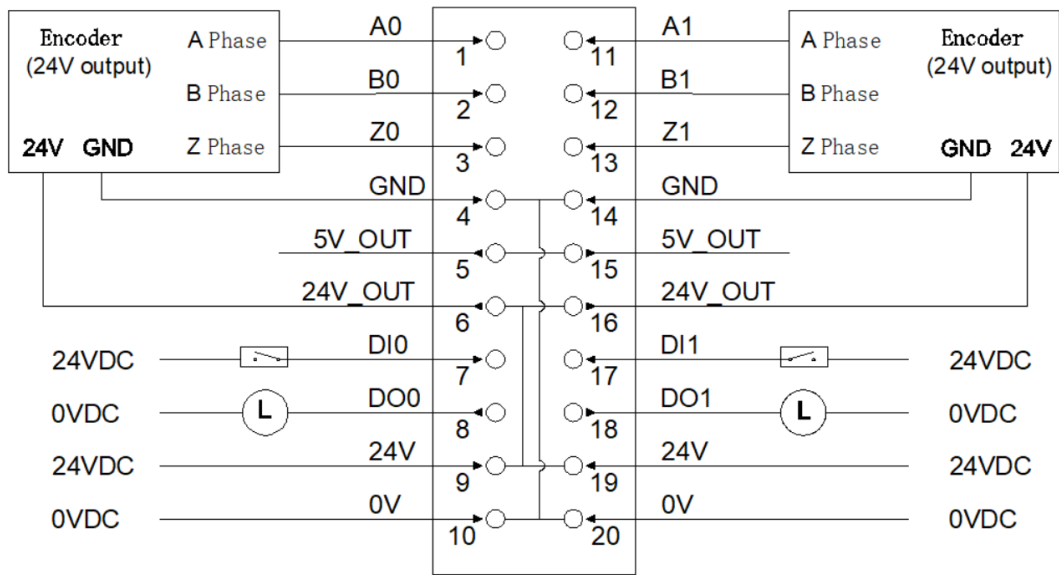 Encoder
(24V output)
A Phase
B Phase
Z Phase
24V GND
A0
B0
Z0
GND
5V_OUT
24V_OUT
24VDC
DI0
0VDC
L
DO0
24VDC
24V
0VDC
0V
1
2
3
4
5
6
7
8
9
10
11
12
13
14
15
16
17
18
19
20
A1
B1
Z1
GND
5V_OUT
24V_OUT
DI1
24VDC
DO1
L
0VDC
24V
24VDC
0V
0VDC
A Phase
B Phase
Z Phase
Encoder
(24V output)
GND 24V